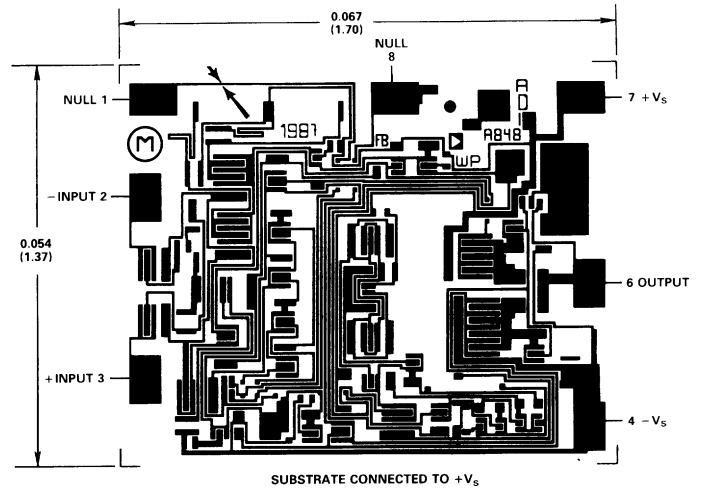 0.067
(1.70)
NULL
8
NULL 1
7 +Vs
ADI
1981
FB
A848
WP
M
−INPUT 2
0.054
(1.37)
6 OUTPUT
+INPUT 3
4 −Vs
SUBSTRATE CONNECTED TO +Vs